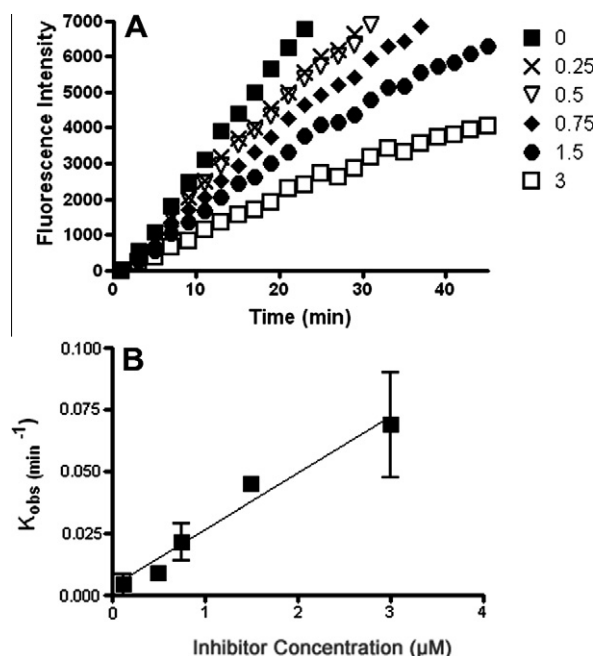 A
Fluorescence Intensity
7000
6000
5000
4000
3000
2000
1000
0
0 10 20 30 40
Time (min)
0
0.25
0.5
0.75
1.5
3
B
K obs (min -1)
0.100
0.075
0.050
0.025
0.000
0 1 2 3 4
Inhibitor Concentration (µM)